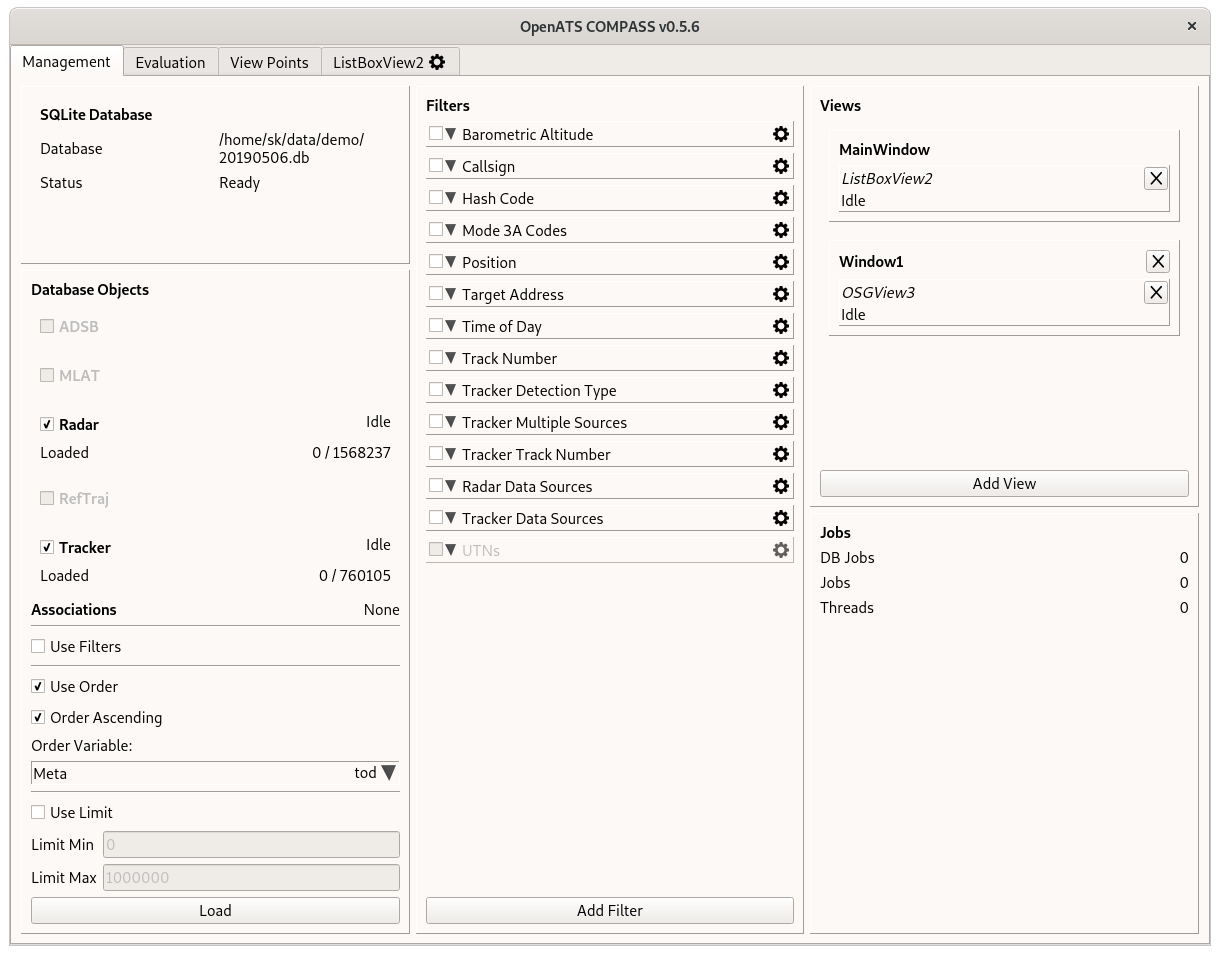 OpenATS COMPASS v0.5.6
Management
Evaluation
View Points
ListBoxView2
SQLite Database
Database
/home/sk/data/demo/
20190506.db
Status
Ready
Database Objects
ADSB
MLAT
Radar
Idle
Loaded
0 / 1568237
RefTraj
Tracker
Idle
Loaded
0 / 760105
Associations
None
Use Filters
Use Order
Order Ascending
Order Variable:
Meta
tod
Use Limit
Limit Min
0
Limit Max
1000000
Load
Filters
Barometric Altitude
Callsign
Hash Code
Mode 3A Codes
Position
Target Address
Time of Day
Track Number
Tracker Detection Type
Tracker Multiple Sources
Tracker Track Number
Radar Data Sources
Tracker Data Sources
UTNs
Add Filter
Views
MainWindow
ListBoxView2
X
Idle
Window1
X
OSGView3
X
Idle
Add View
Jobs
DB Jobs
0
Jobs
0
Threads
0